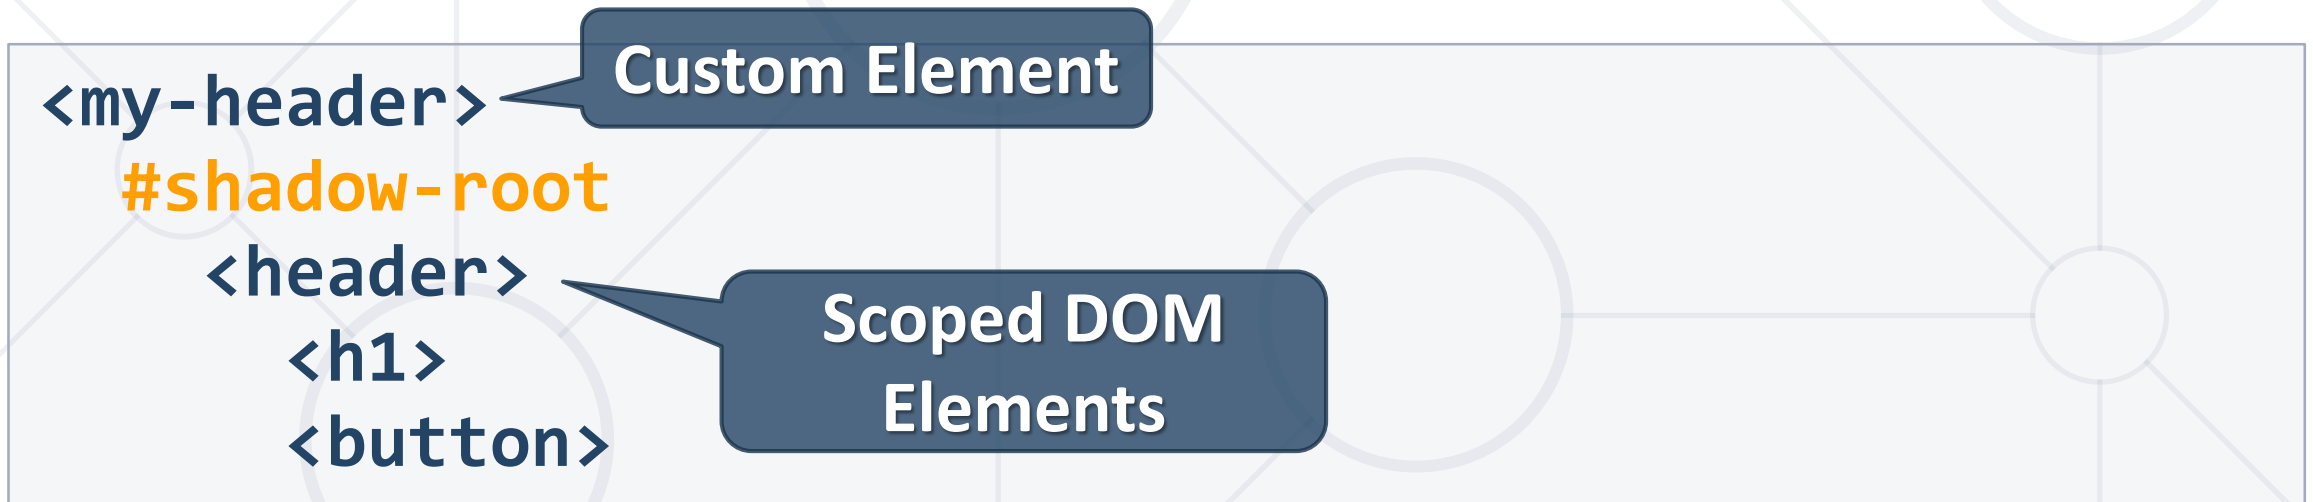 Custom Element
<my-header>
#shadow-root
<header>
Scoped DOM
Elements
<h1>
<button>